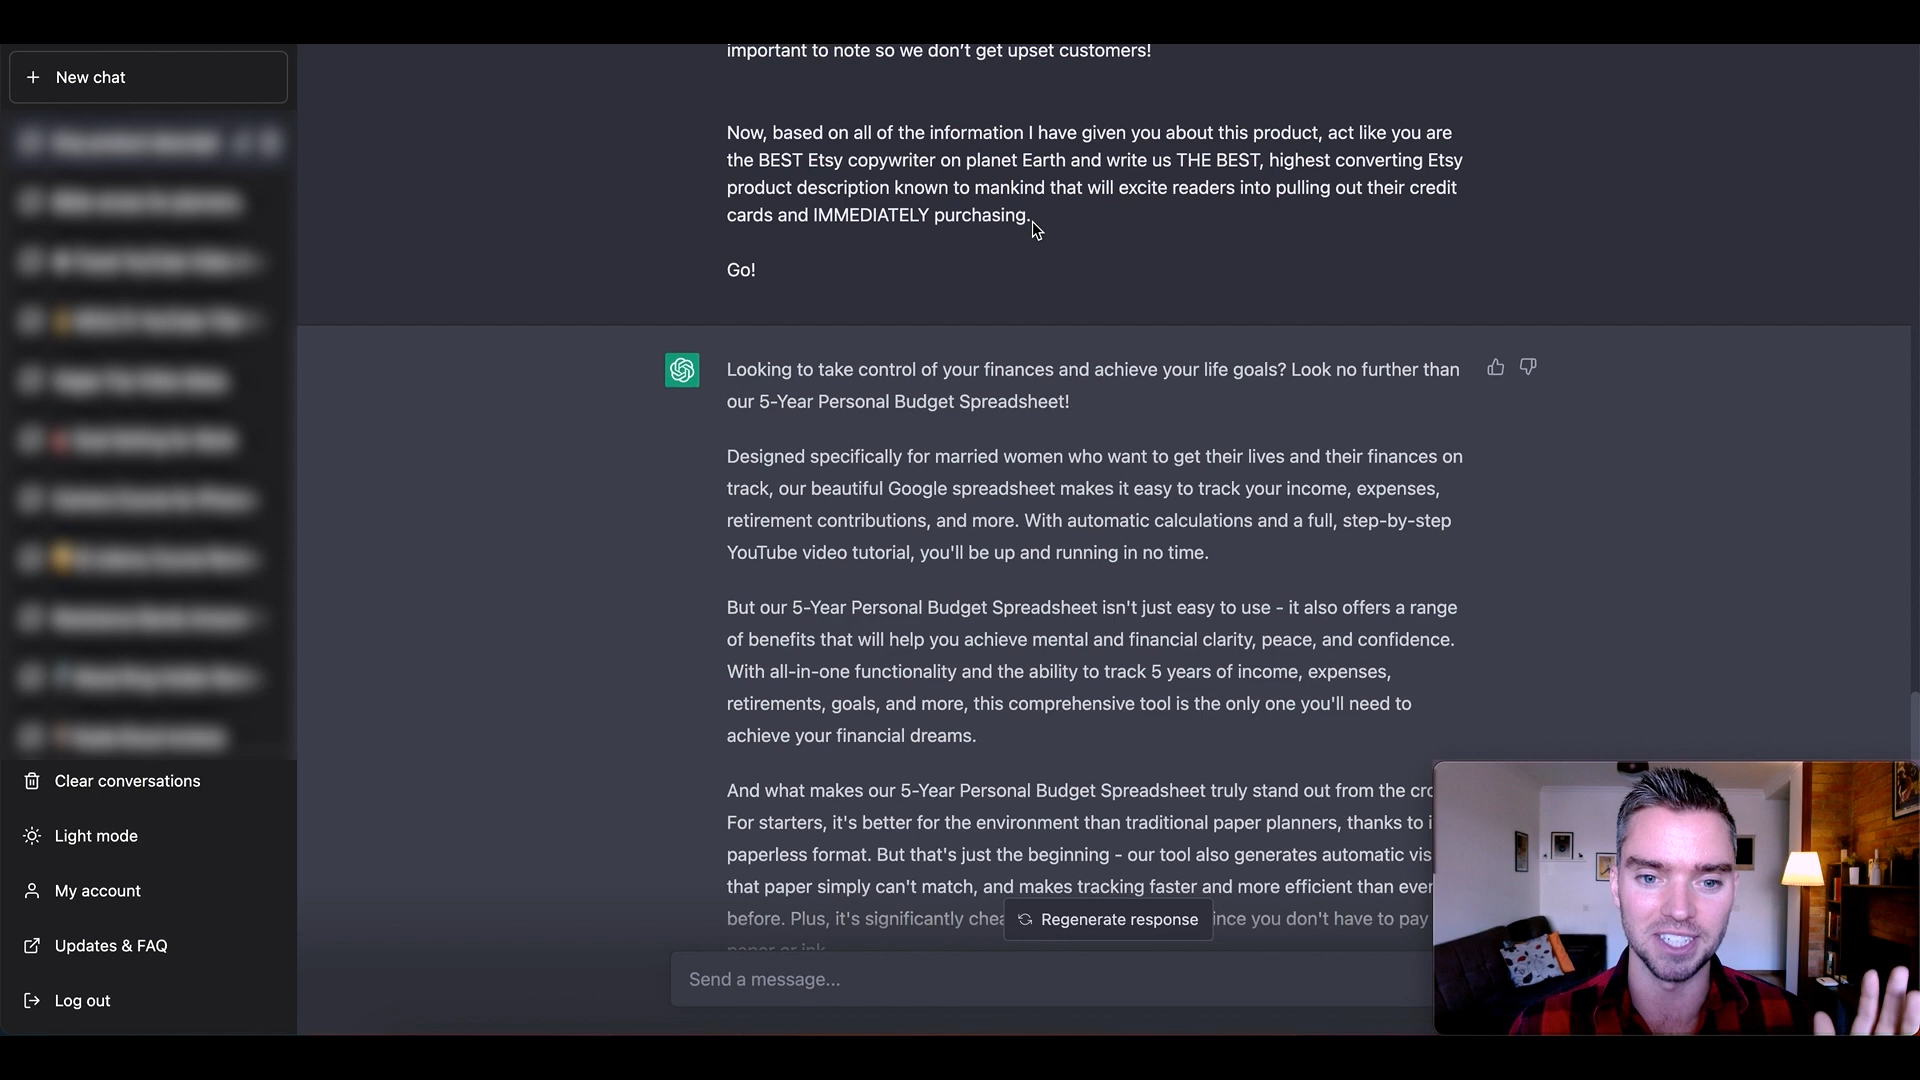 New chat
Clear conversations
Light mode
My account
Updates & FAQ
Log out
important to note so we don't get upset customers!
Now, based on all of the information I have given you about this product, act like you are
the BEST Etsy copywriter on planet Earth and write us THE BEST, highest converting Etsy
product description known to mankind that will excite readers into pulling out their credit
cards and IMMEDIATELY purchasing.
Go!
Looking to take control of your finances and achieve your life goals? Look no further than
our 5-Year Personal Budget Spreadsheet!
Designed specifically for married women who want to get their lives and their finances on
track, our beautiful Google spreadsheet makes it easy to track your income, expenses,
retirement contributions, and more. With automatic calculations and a full, step-by-step
YouTube video tutorial, you'll be up and running in no time.
But our 5-Year Personal Budget Spreadsheet isn't just easy to use - it also offers a range
of benefits that will help you achieve mental and financial clarity, peace, and confidence.
With all-in-one functionality and the ability to track 5 years of income, expenses,
retirements, goals, and more, this comprehensive tool is the only one you'll need to
achieve your financial dreams.
And what makes our 5-Year Personal Budget Spreadsheet truly stand out from the
For starters, it's better for the environment than traditional paper planners, thanks to
paperless format. But that's just the beginning - our tool also generates automatic
that paper simply can't match, and makes tracking faster and more efficient than ever
before. Plus, it's significantly since you don't have to pay
paper or ink.
Regenerate response
Send a message...